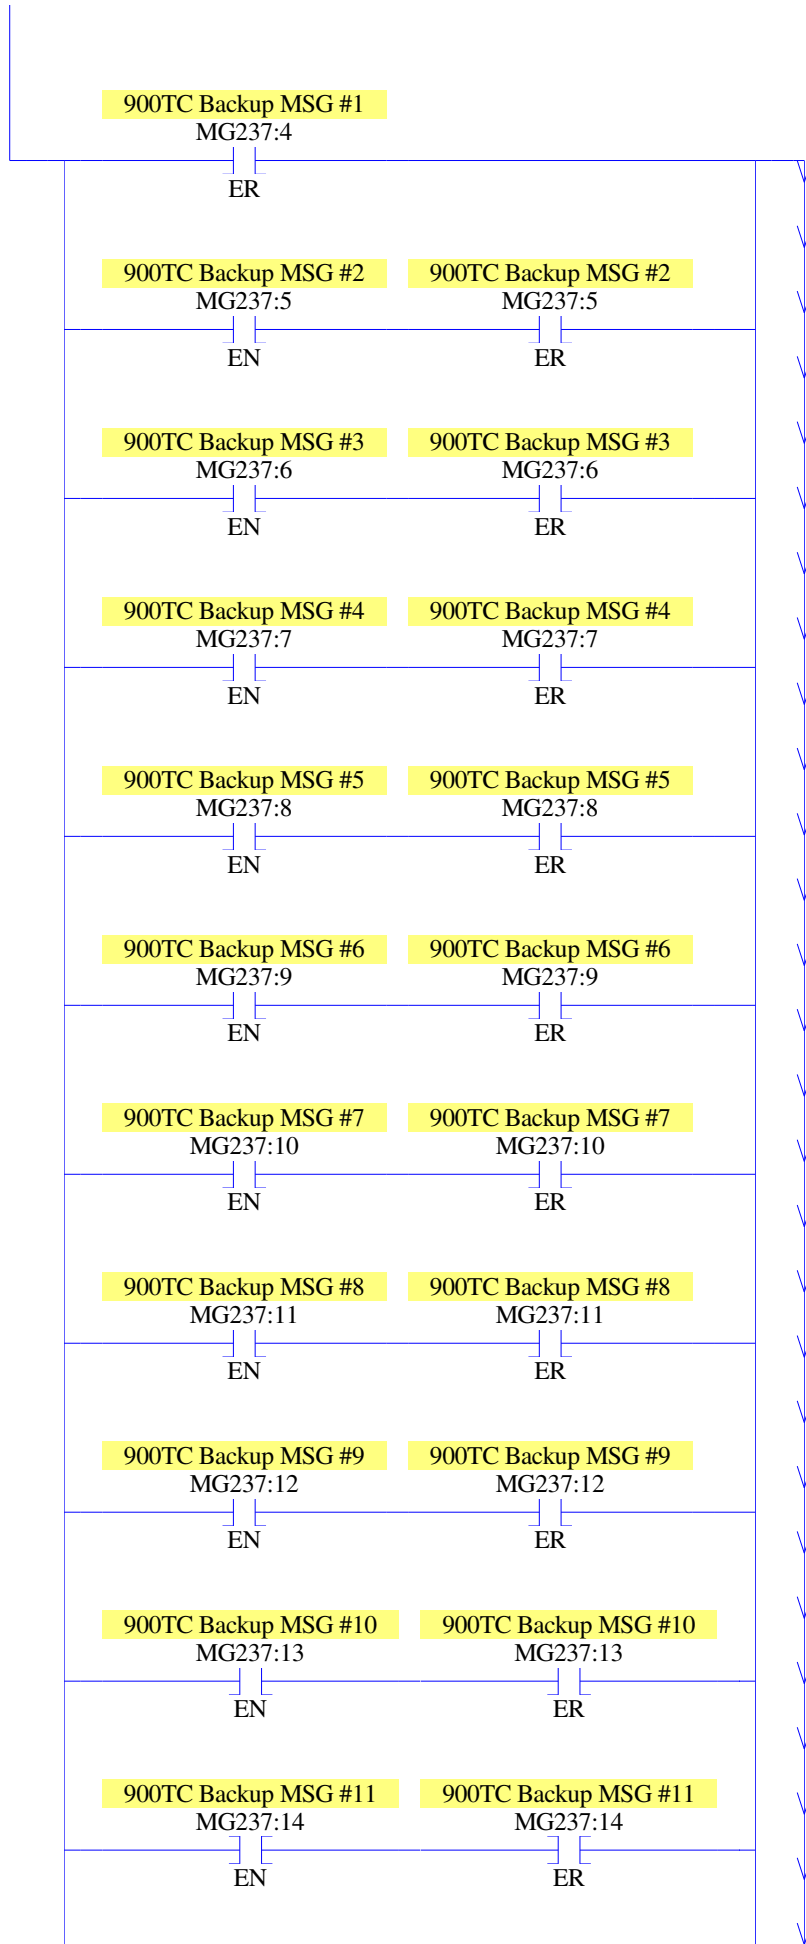 900TC Backup MSG #1
MG237:4
ER
900TC Backup MSG #2 900TC Backup MSG #2
MG237:5 MG237:5
EN ER
900TC Backup MSG #3 900TC Backup MSG #3
MG237:6 MG237:6
EN ER
900TC Backup MSG #4 900TC Backup MSG #4
MG237:7 MG237:7
EN ER
900TC Backup MSG #5 900TC Backup MSG #5
MG237:8 MG237:8
EN ER
900TC Backup MSG #6 900TC Backup MSG #6
MG237:9 MG237:9
EN ER
900TC Backup MSG #7 900TC Backup MSG #7
MG237:10 MG237:10
EN ER
900TC Backup MSG #8 900TC Backup MSG #8
MG237:11 MG237:11
EN ER
900TC Backup MSG #9 900TC Backup MSG #9
MG237:12 MG237:12
EN ER
900TC Backup MSG #10 900TC Backup MSG #10
MG237:13 MG237:13
EN ER
900TC Backup MSG #11 900TC Backup MSG #11
MG237:14 MG237:14
EN ER